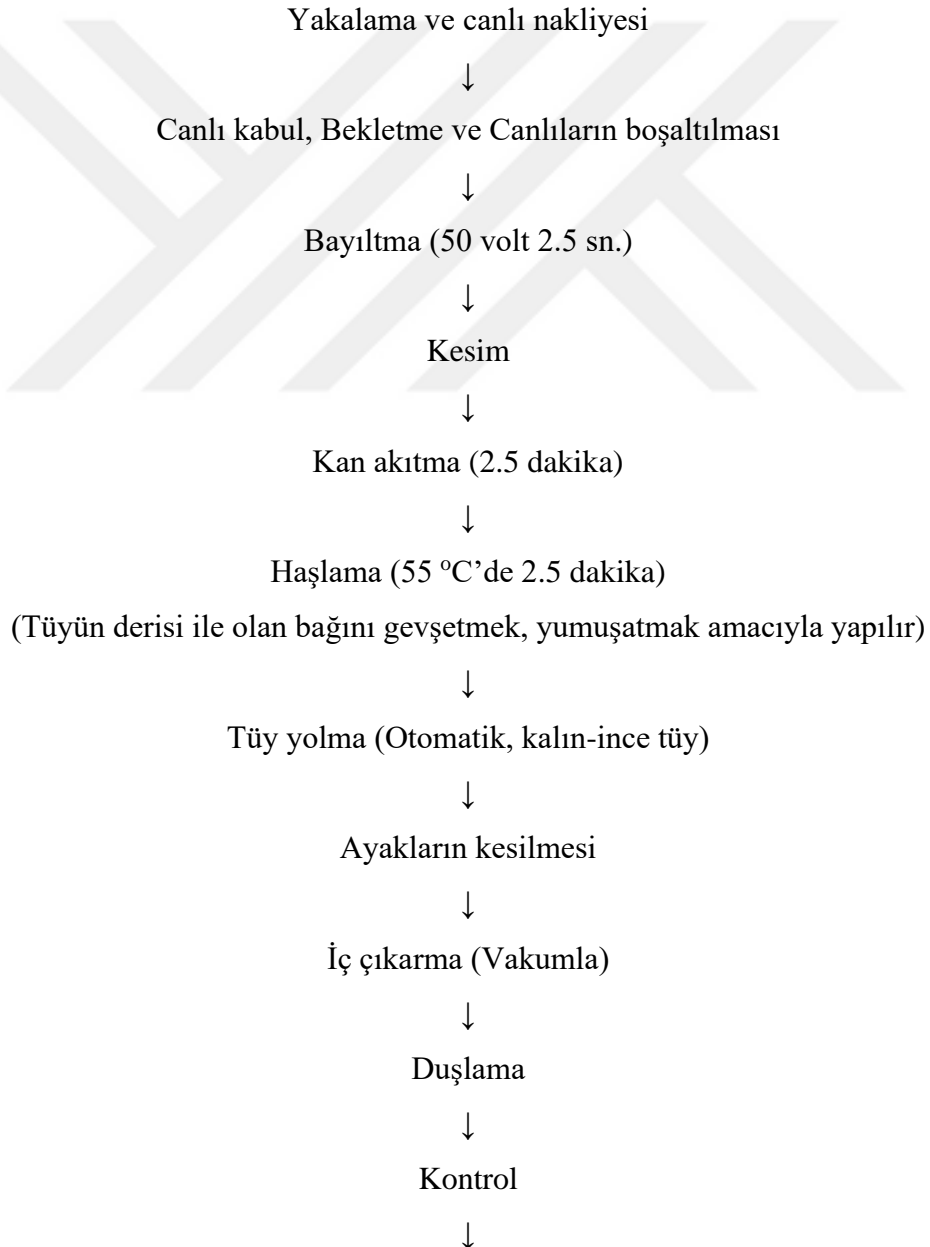 Yakalama ve canlı nakliyesi
↓
Canlı kabul, Bekletme ve Canlıların boşaltılması
↓
Bayıltma (50 volt 2.5 sn.)
↓
Kesim
↓
Kan akıtma (2.5 dakika)
↓
Haşlama (55 ºC’de 2.5 dakika)
(Tüyün derisi ile olan bağını gevşetmek, yumuşatmak amacıyla yapılır)
↓
Tüy yolma (Otomatik, kalın-ince tüy)
↓
Ayakların kesilmesi
↓
İç çıkarma (Vakumla)
↓
Duşlama
↓
Kontrol
↓